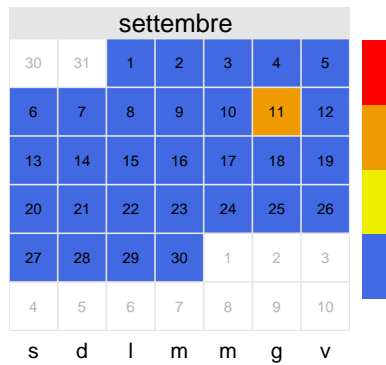 settembre
30 31 1 2 3 4 5
6 7 8 9 10 11 12
13 14 15 16 17 18 19
20 21 22 23 24 25 26
27 28 29 30 1 2 3
4 5 6 7 8 9 10
s d l m m g v